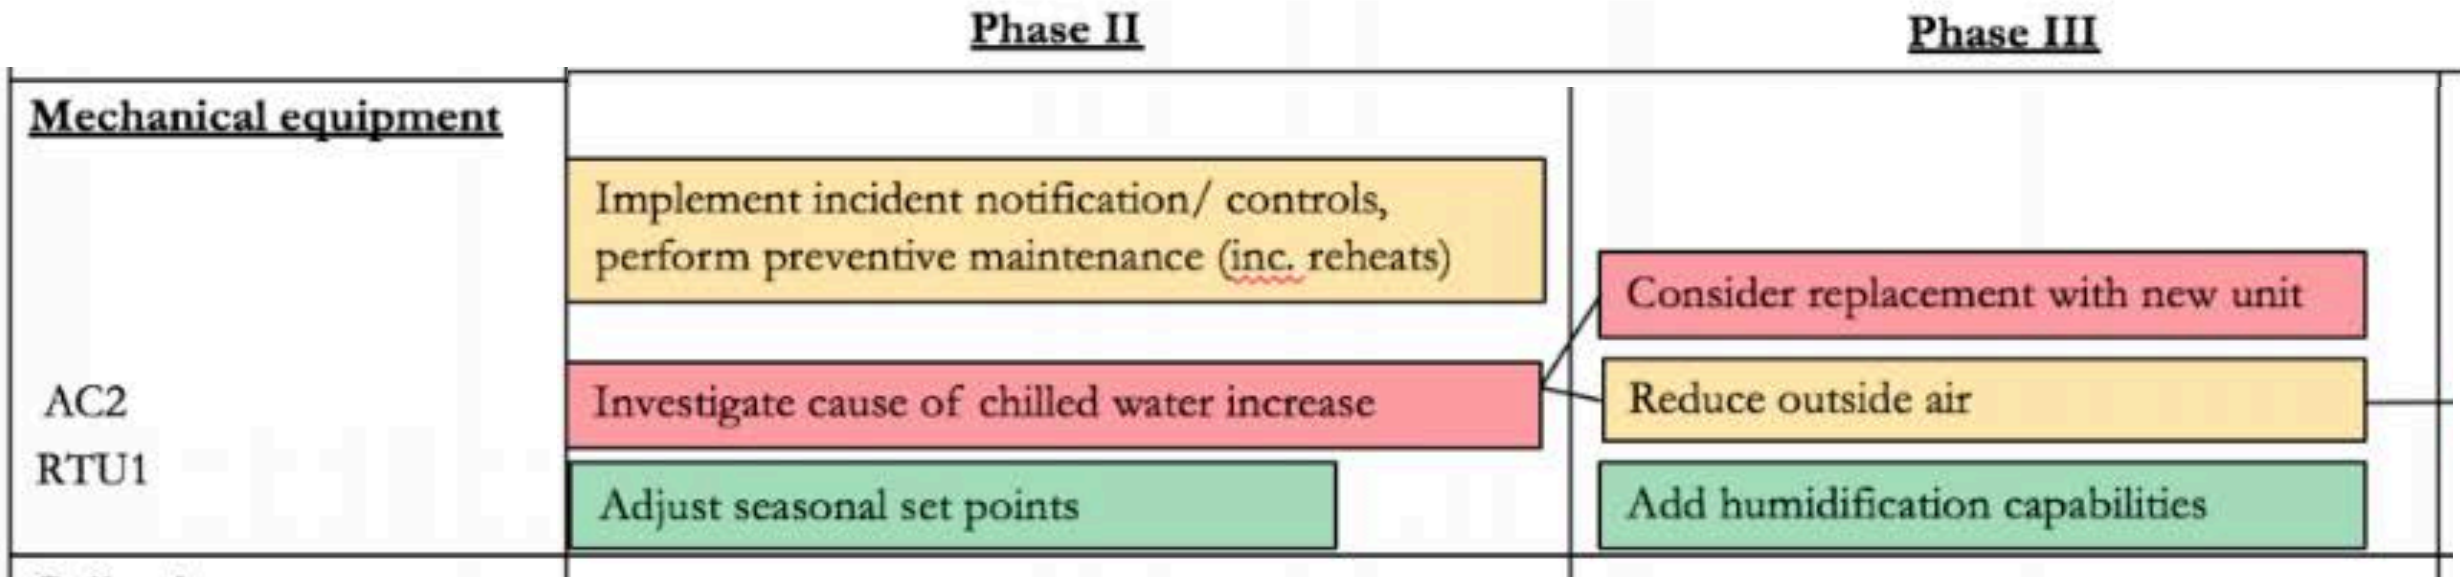 Phase II
Phase III
Mechanical equipment
Implement incident notification/ controls,
perform preventive maintenance (inc. reheats)
Consider replacement with new unit
AC2
Investigate cause of chilled water increase
Reduce outside air
RTU1
Adjust seasonal set points
Add humidification capabilities